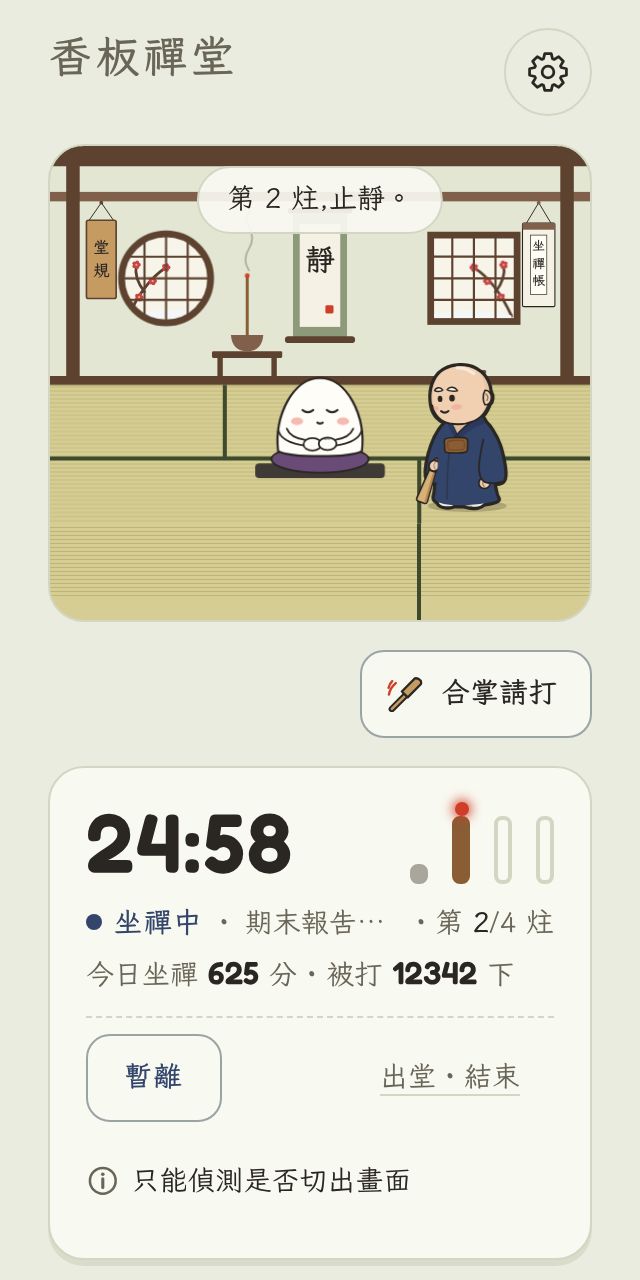 香板禪堂
第 2 炷,止靜。
堂規
靜
坐禪帳
合掌請打
24:58
坐禪中 · 期末報告⋯ · 第 2/4 炷
今日坐禪 625 分 · 被打 12342 下
暫離
出堂・結束
只能偵測是否切出畫面